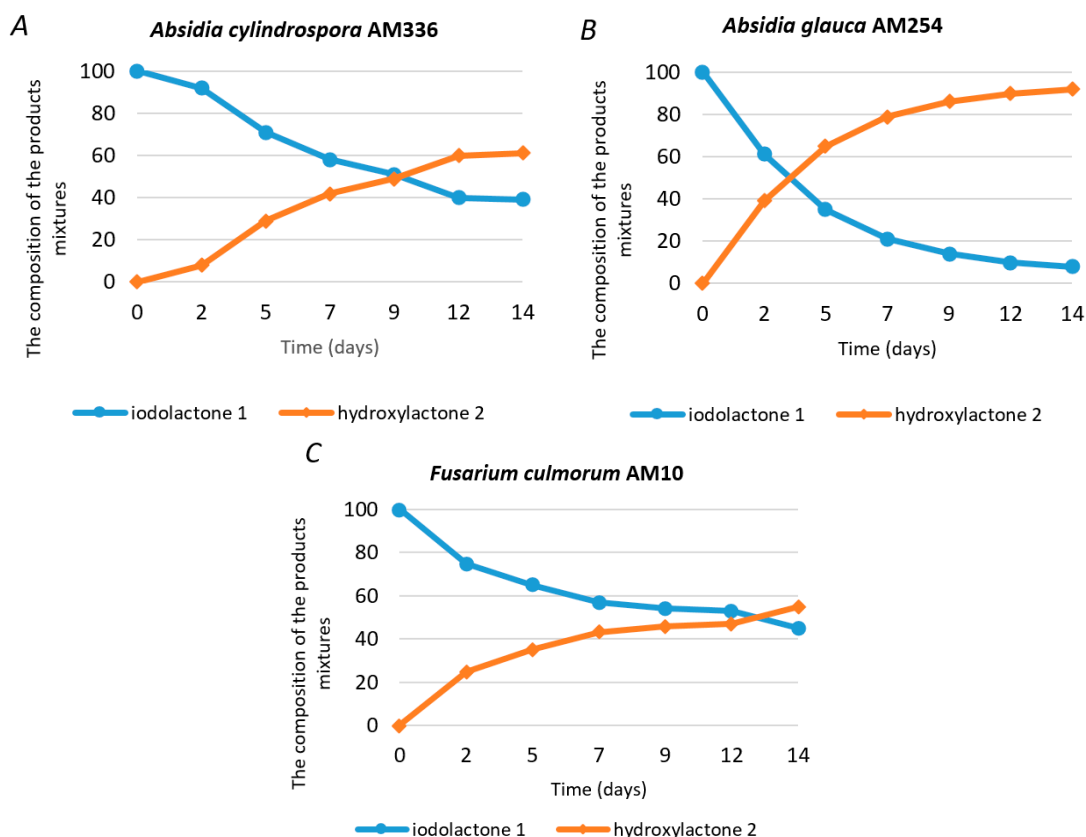 A
Absidia cylindrospora AM336
The composition of the products
mixtures
100
80
60
40
20
0
0 2 5 7 9 12 14
Time (days)
iodolactone 1 hydroxylactone 2
B
Absidia glauca AM254
The composition of the products
mixtures
100
80
60
40
20
0
0 2 5 7 9 12 14
Time (days)
iodolactone 1 hydroxylactone 2
C
Fusarium culmorum AM10
The composition of the products
mixtures
100
80
60
40
20
0
0 2 5 7 9 12 14
Time (days)
iodolactone 1 hydroxylactone 2